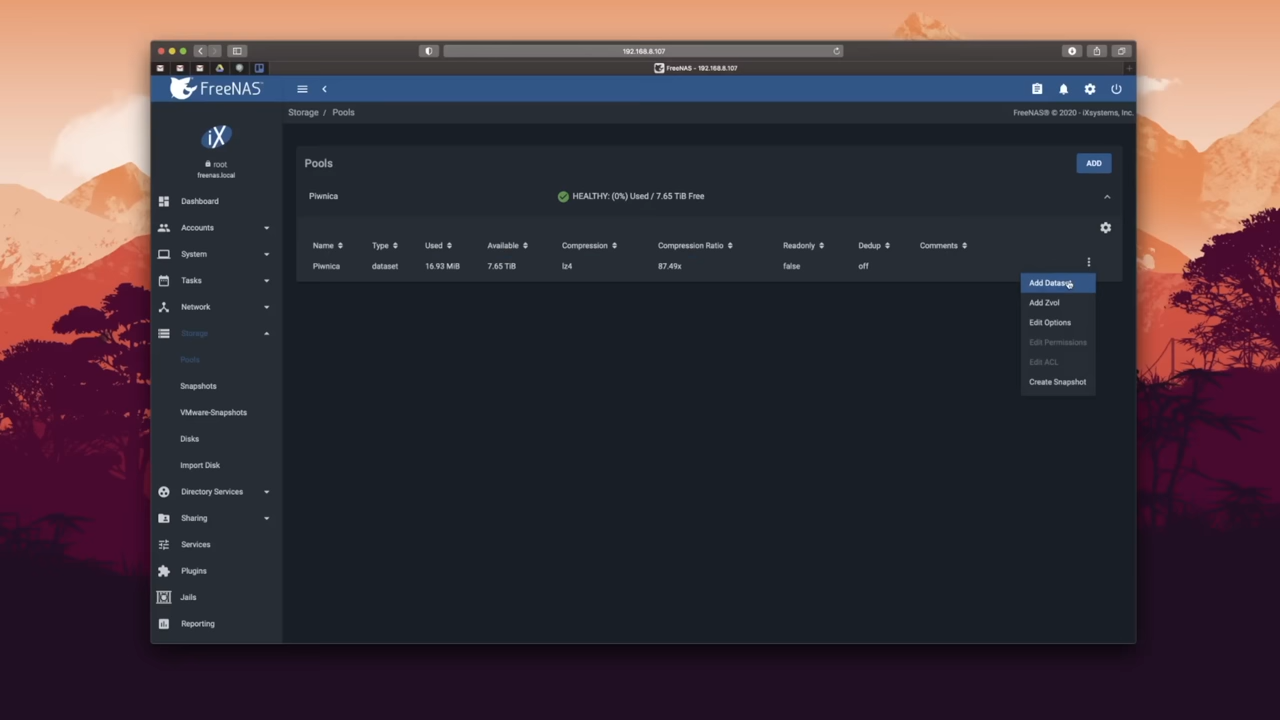 192.168.8.107
FreeNAS - 192.168.8.107
FreeNAS®
Storage / Pools
FreeNAS® © 2020 - iXsystems, Inc.
iX
root
freenas.local
Dashboard
Accounts
System
Tasks
Network
Storage
Pools
Snapshots
VMware-Snapshots
Disks
Import Disk
Directory Services
Sharing
Services
Plugins
Jails
Reporting
Pools
ADD
Piwnica
HEALTHY: (0%) Used / 7.65 TiB Free
Name Type Used Available Compression Compression Ratio Readonly Dedup Comments
Piwnica dataset 16.93 MiB 7.65 TiB lz4 87.49x false off
Add Dataset
Add Zvol
Edit Options
Edit Permissions
Edit ACL
Create Snapshot